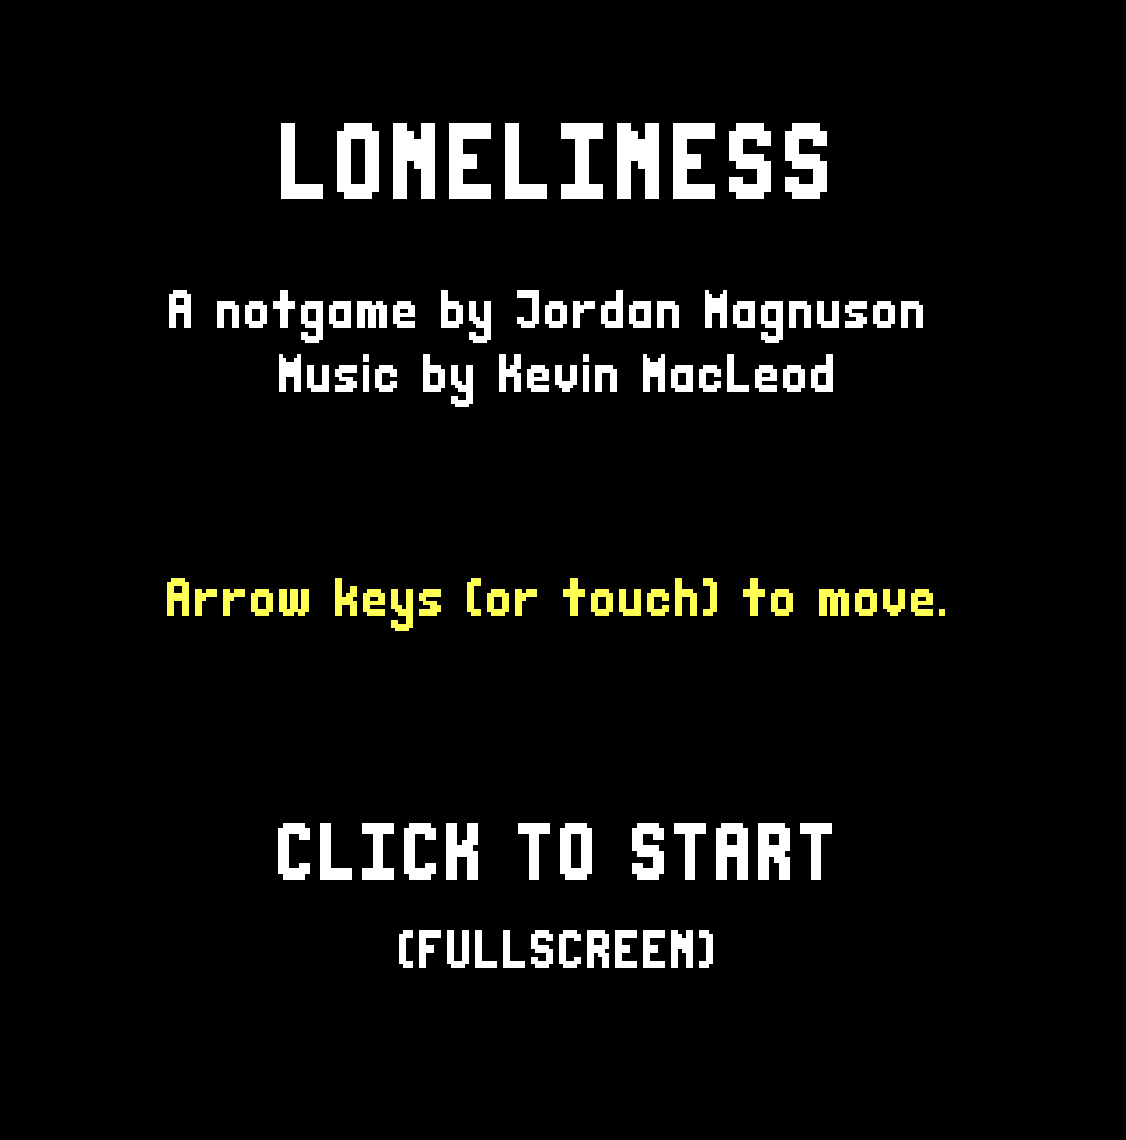 LONELINESS
A notgame by Jordan Magnuson
Music by Kevin MacLeod
Arrow keys (or touch) to move.
CLICK TO START
(FULLSCREEN)